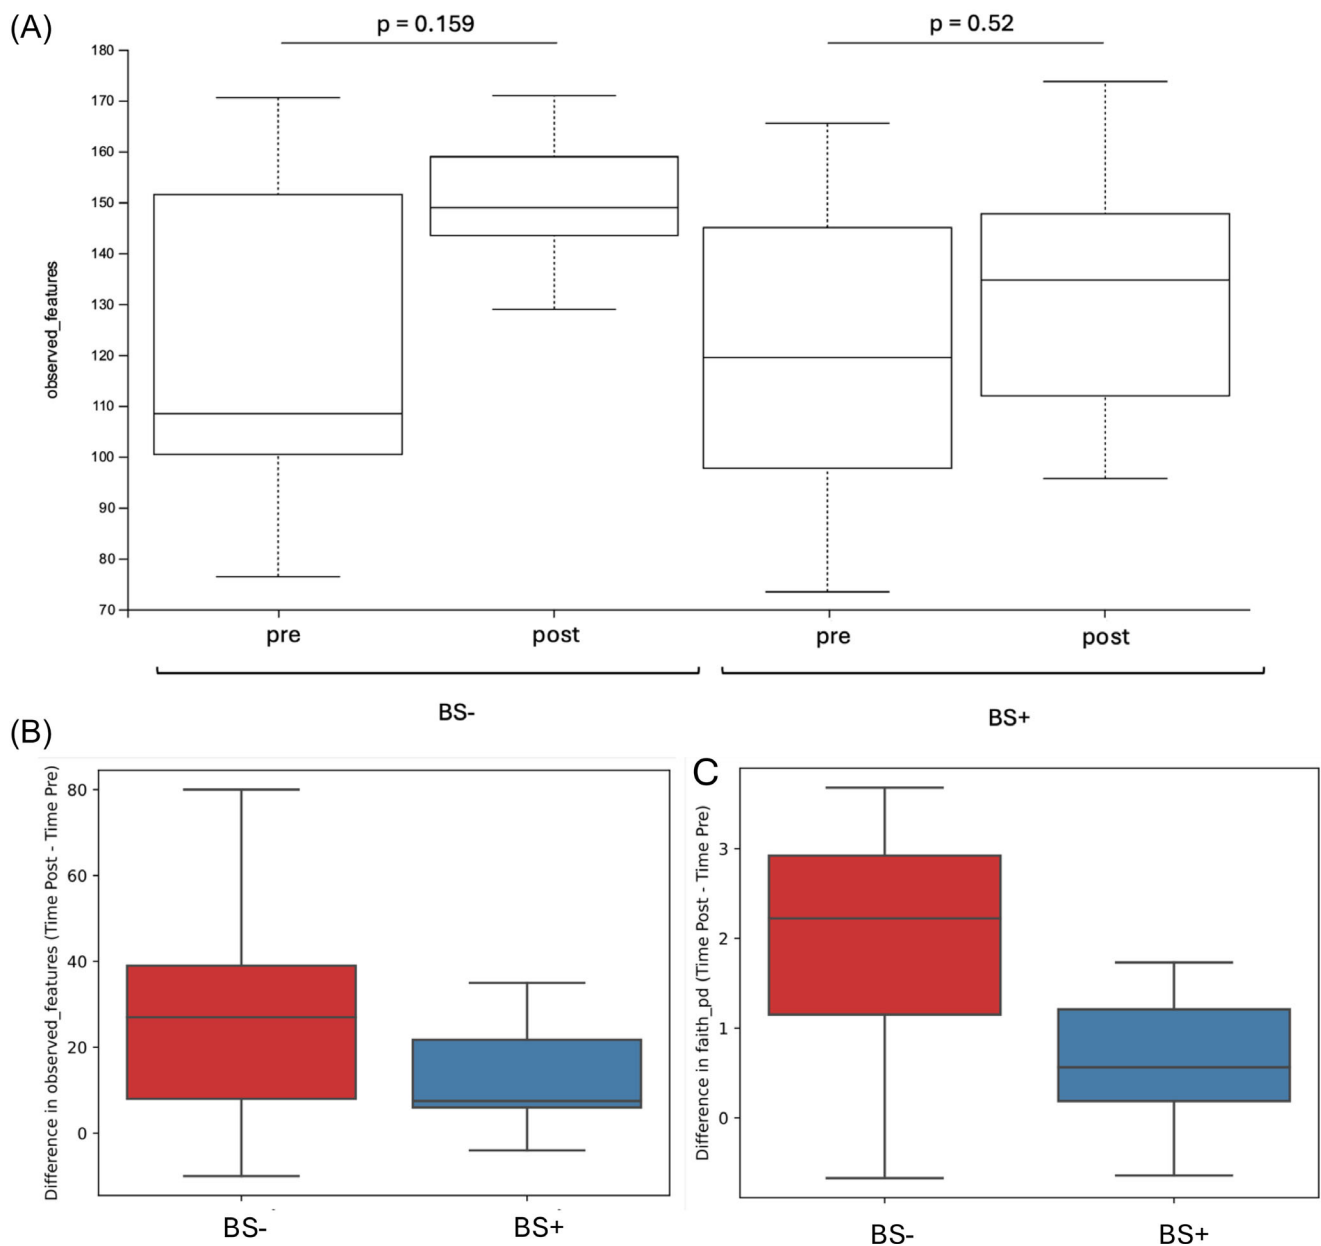 (A)
p = 0.159
p = 0.52
180
170
160
150
140
130
120
110
100
90
80
70
observed_features
pre
post
pre
post
BS-
BS+
(B)
Difference in observed_features (Time Post - Time Pre)
80
60
40
20
0
BS-
BS+
C
Difference in faith_pd (Time Post - Time Pre)
3
2
1
0
BS-
BS+